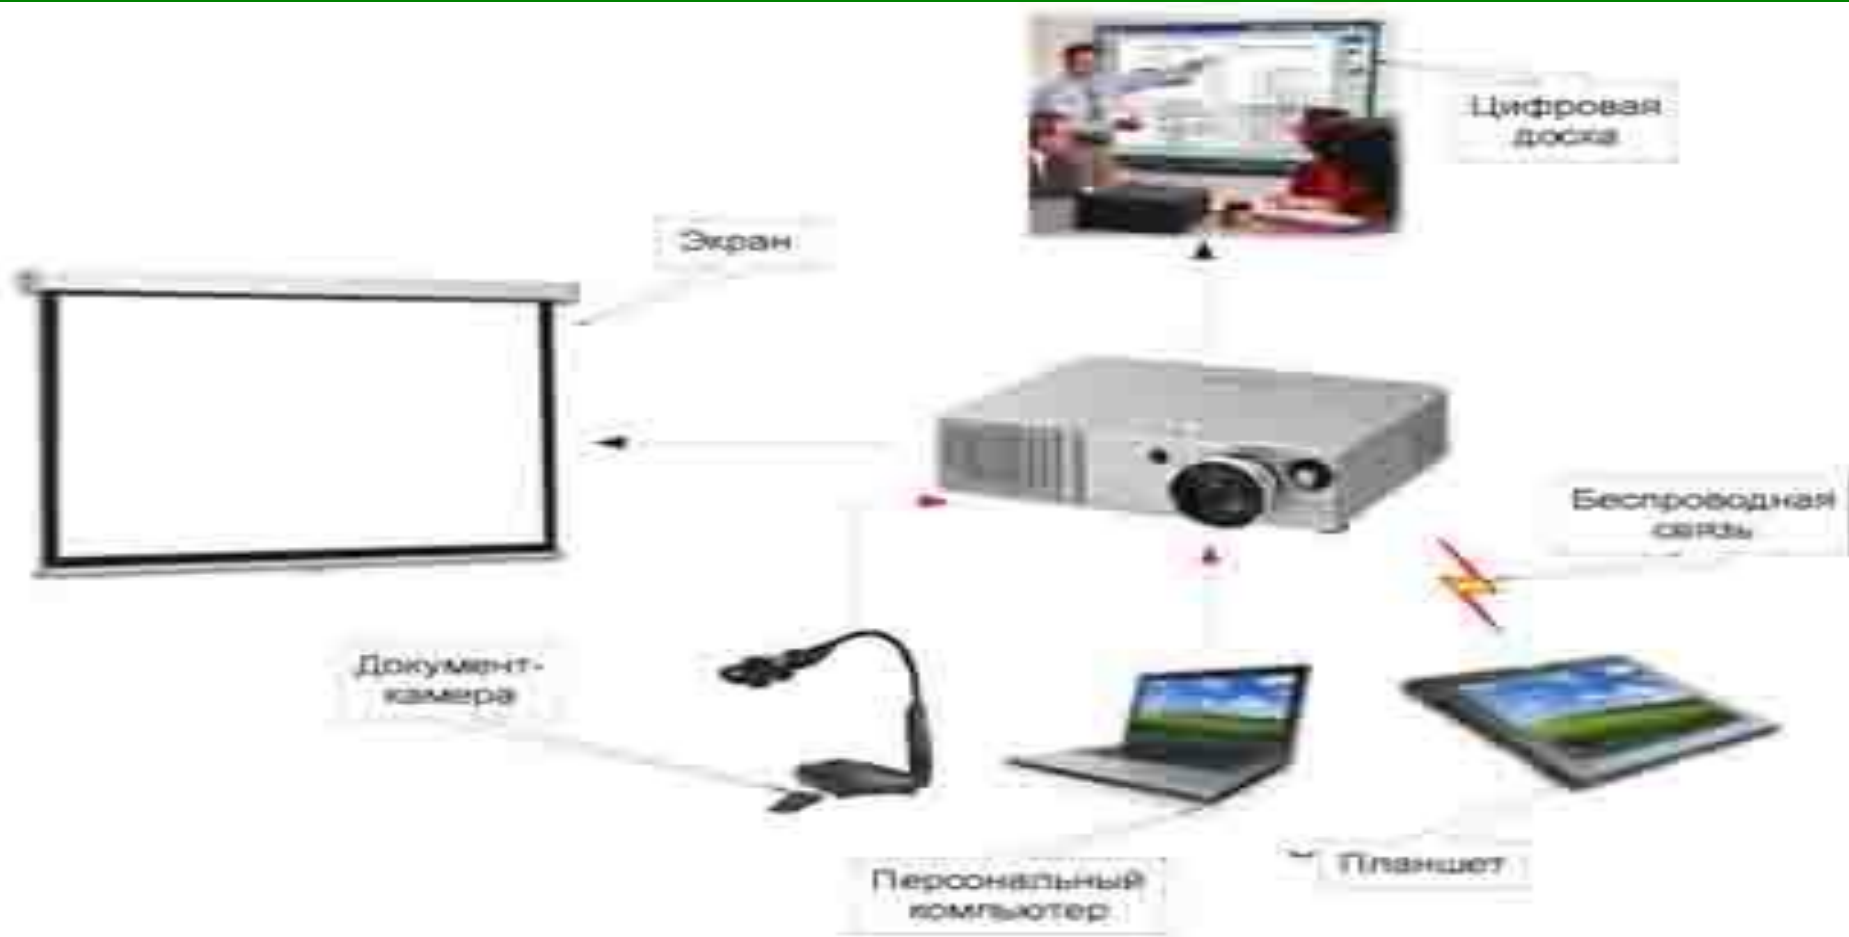 Цифровая
доска
Экран
Беспроводная
связь
Документ-
камера
Персональный
компьютер
Планшет